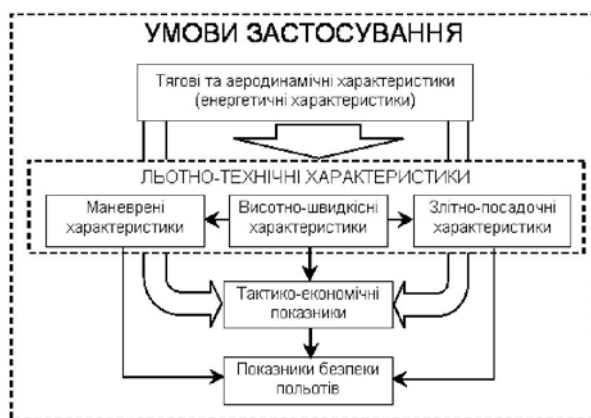 УМОВИ ЗАСТОСУВАННЯ
Тягові та аеродинамічні характеристики
(енергетичні характеристики)
ЛЬОТНО-ТЕХНІЧНІ ХАРАКТЕРИСТИКИ
Маневрені
характеристики
Висотно-швидкісні
характеристики
Злітно-посадочні
характеристики
Тактико-економічні
показники
Показники безпеки
польотів